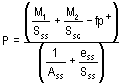 P = (M₁/Sₛₛ + M₂/Sₛc − fp⁺) / (1/Aₛₛ + eₛₛ/Sₛₛ)